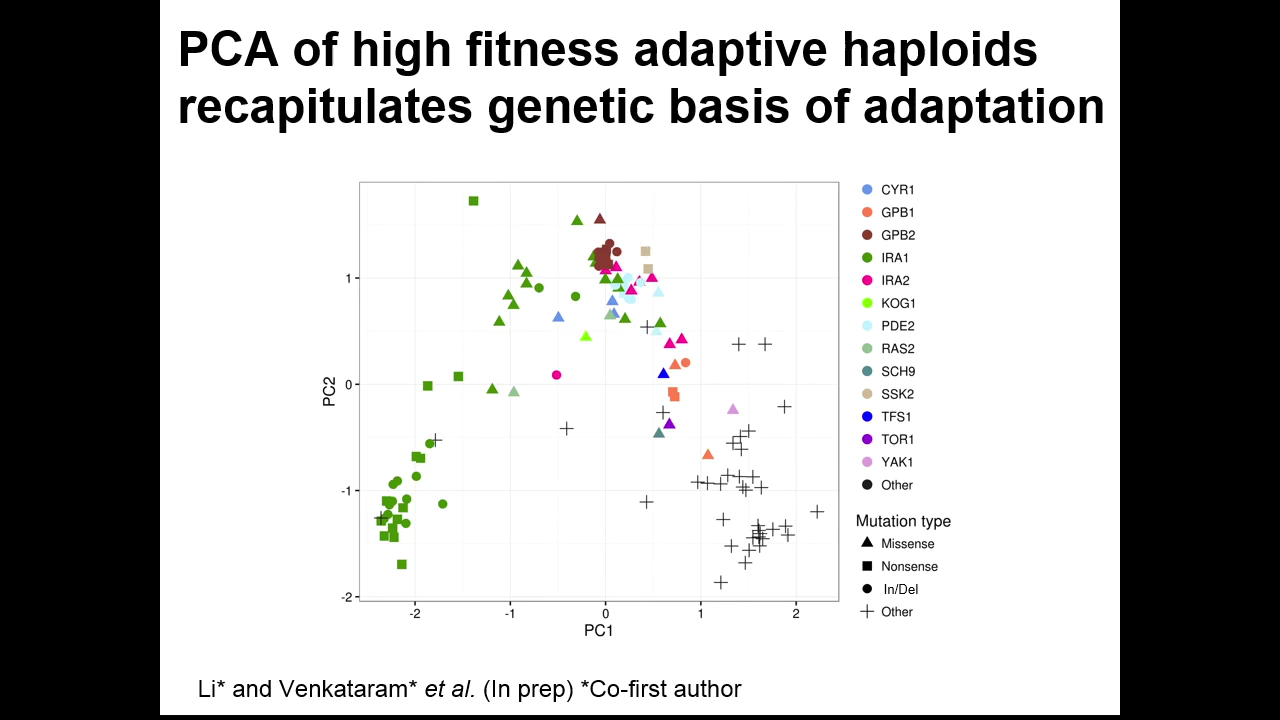 PCA of high fitness adaptive haploids
recapitulates genetic basis of adaptation
PC2
1
0
-1
-2
-2
-1
0
1
2
PC1
CYR1
GPB1
GPB2
IRA1
IRA2
KOG1
PDE2
RAS2
SCH9
SSK2
TFS1
TOR1
YAK1
Other
Mutation type
Missense
Nonsense
In/Del
Other
Li* and Venkataram* et al. (In prep) *Co-first author